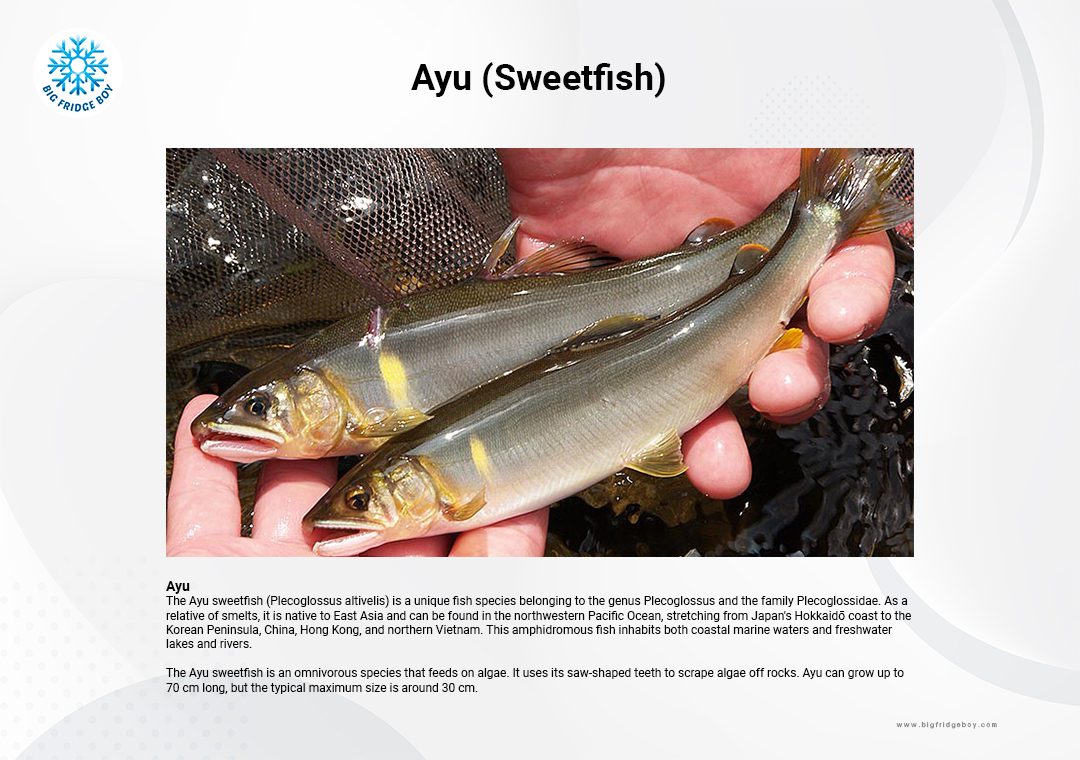 BIG FRIDGE BOY
Ayu (Sweetfish)
Ayu
The Ayu sweetfish (Plecoglossus altivelis) is a unique fish species belonging to the genus Plecoglossus and the family Plecoglossidae. As a
relative of smelts, it is native to East Asia and can be found in the northwestern Pacific Ocean, stretching from Japan's Hokkaidō coast to the
Korean Peninsula, China, Hong Kong, and northern Vietnam. This amphidromous fish inhabits both coastal marine waters and freshwater
lakes and rivers.
The Ayu sweetfish is an omnivorous species that feeds on algae. It uses its saw-shaped teeth to scrape algae off rocks. Ayu can grow up to
70 cm long, but the typical maximum size is around 30 cm.
www.bigfridgeboy.com